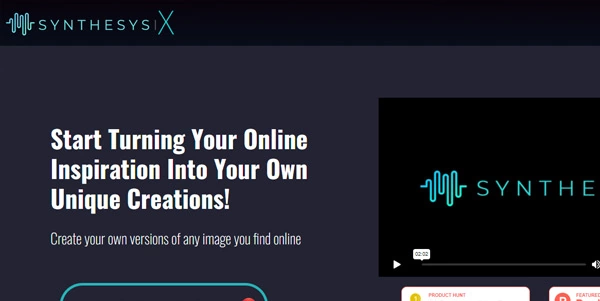 SYNTHESYS X
Start Turning Your Online
Inspiration Into Your Own
Unique Creations!
Create your own versions of any image you find online
SYNTHE
02:02
1 PRODUCT HUNT
FEATURED